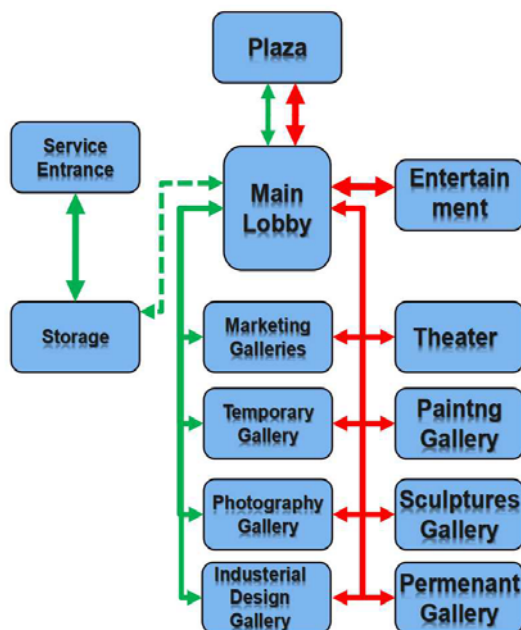 Plaza
Service
Entrance
Main
Lobby
Entertain
ment
Storage
Marketing
Galleries
Theater
Temporary
Gallery
Paintng
Gallery
Photography
Gallery
Sculptures
Gallery
Industerial
Design
Gallery
Permenant
Gallery